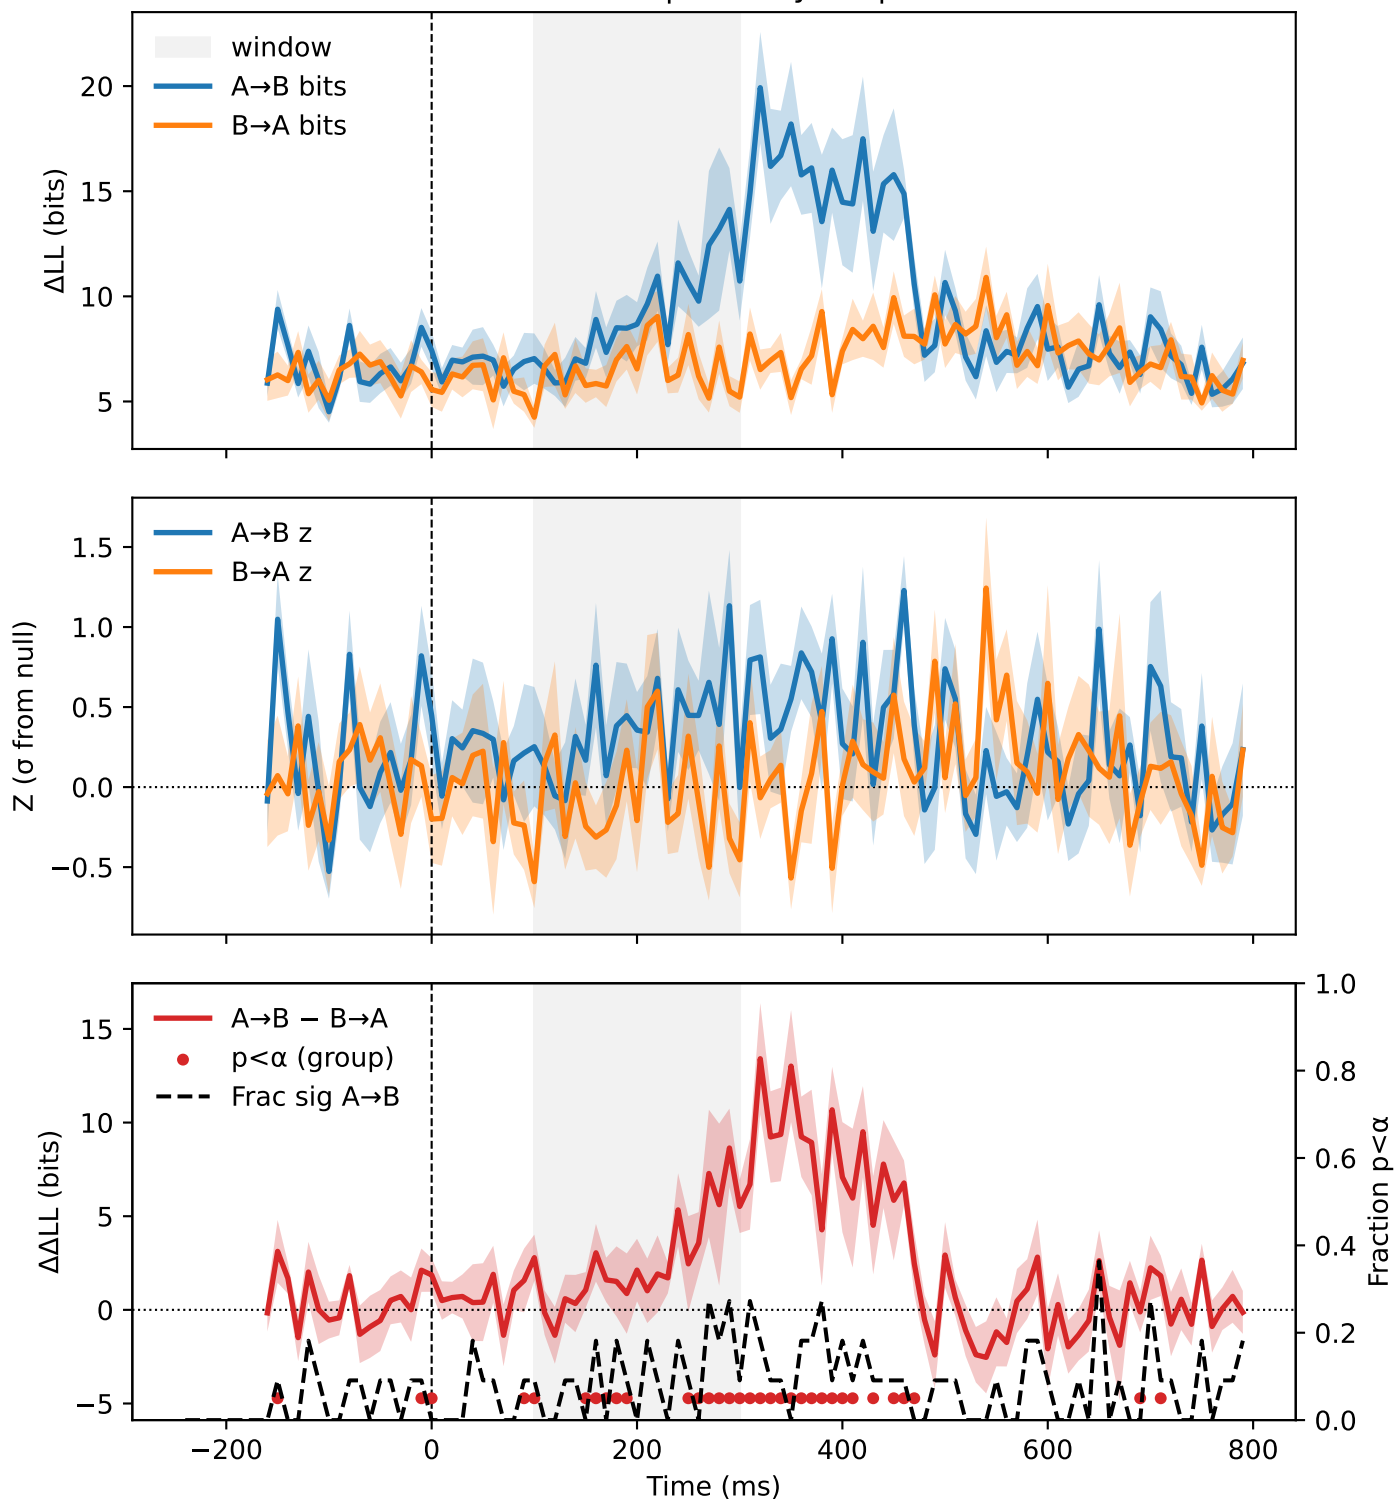 window
A→B bits
B→A bits
20
15
10
5
ΔLL (bits)
A→B z
B→A z
1.5
1.0
0.5
0.0
−0.5
Z (σ from null)
A→B − B→A
p<α (group)
Frac sig A→B
15
10
5
0
−5
ΔΔLL (bits)
1.0
0.8
0.6
0.4
0.2
0.0
Fraction p<α
−200 0 200 400 600 800
Time (ms)